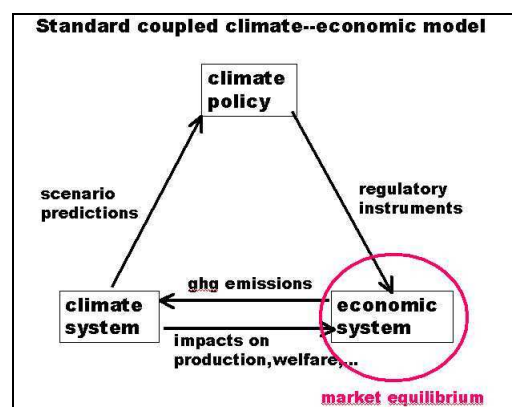 Standard coupled climate--economic model
climate
policy
scenario
predictions
regulatory
instruments
ghg emissions
climate
system
economic
system
impacts on
production,welfare,...
market equilibrium